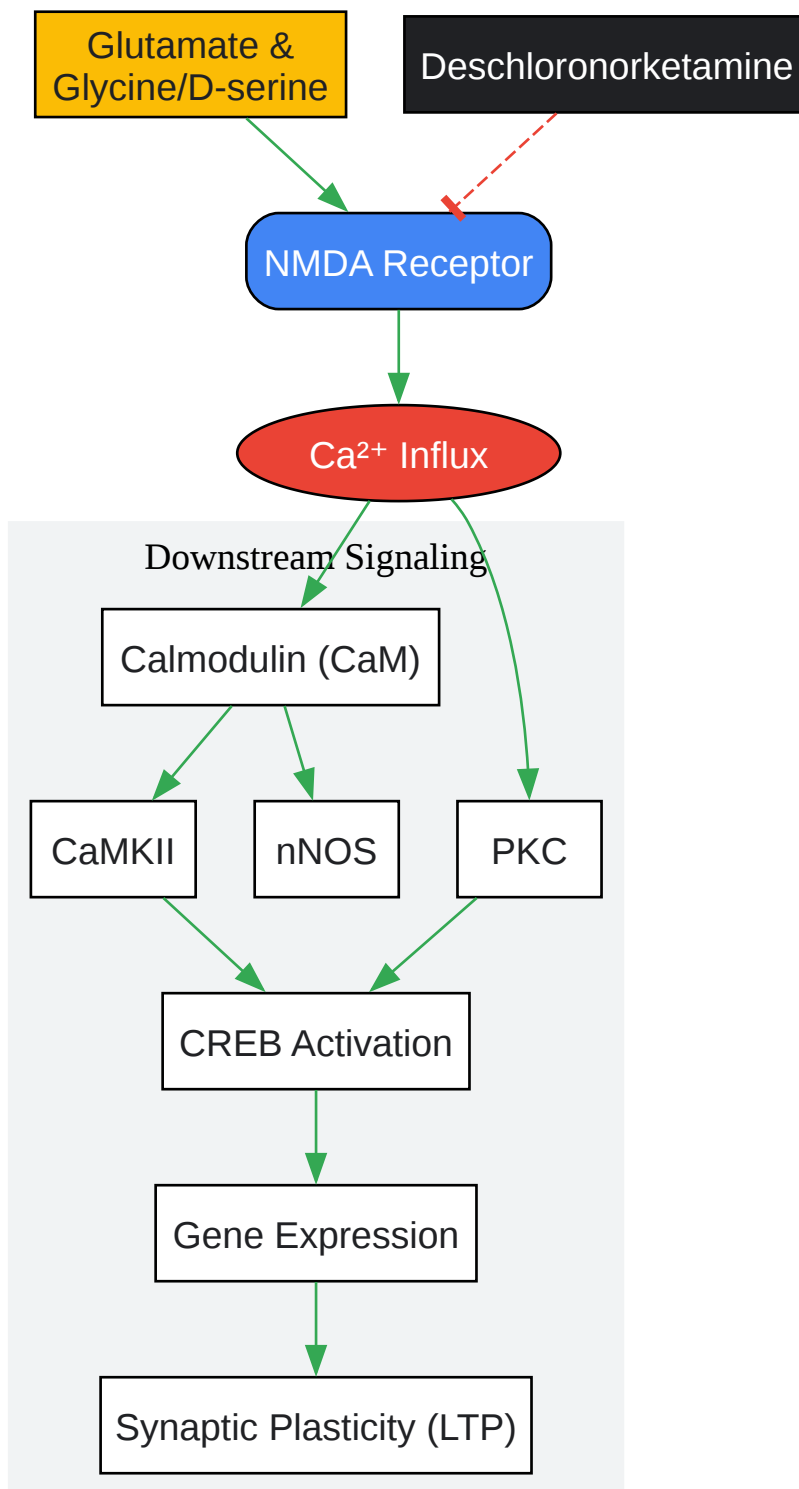 Glutamate &
Glycine/D-serine
Deschloronorketamine
NMDA Receptor
Ca²⁺ Influx
Downstream Signaling
Calmodulin (CaM)
CaMKII
nNOS
PKC
CREB Activation
Gene Expression
Synaptic Plasticity (LTP)